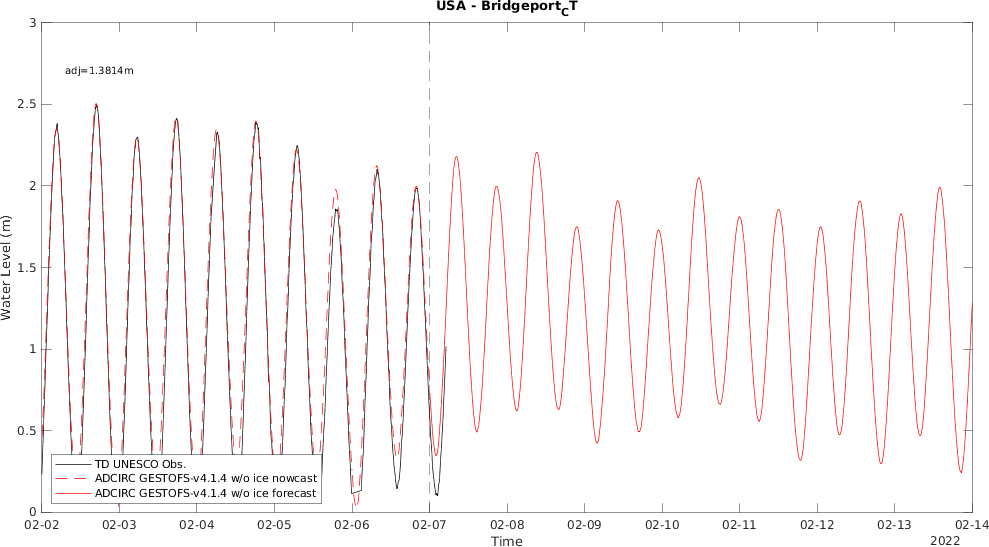 USA - Bridgeport_CT
adj=1.3814m
3
2.5
2
1.5
1
0.5
0
Water Level (m)
TD UNESCO Obs.
ADCIRC GESTOFS-v4.1.4 w/o ice nowcast
ADCIRC GESTOFS-v4.1.4 w/o ice forecast
02-02 02-03 02-04 02-05 02-06 02-07 02-08 02-09 02-10 02-11 02-12 02-13 02-14
Time
2022